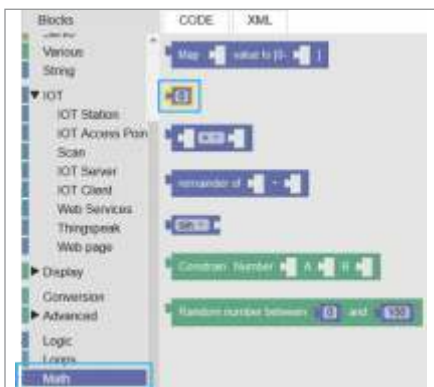 Blocks
CODE XML
Various
String
▼ IOT
IOT Station
IOT Access Poin
Scan
IOT Server
IOT Client
Web Services
Thingspeak
Web page
▶ Display
Conversion
▶ Advanced
Logic
Loops
Math
Map value to [0- ]
0
remainder of ÷
sin
Constrain Number A B
Random number between 0 and 100